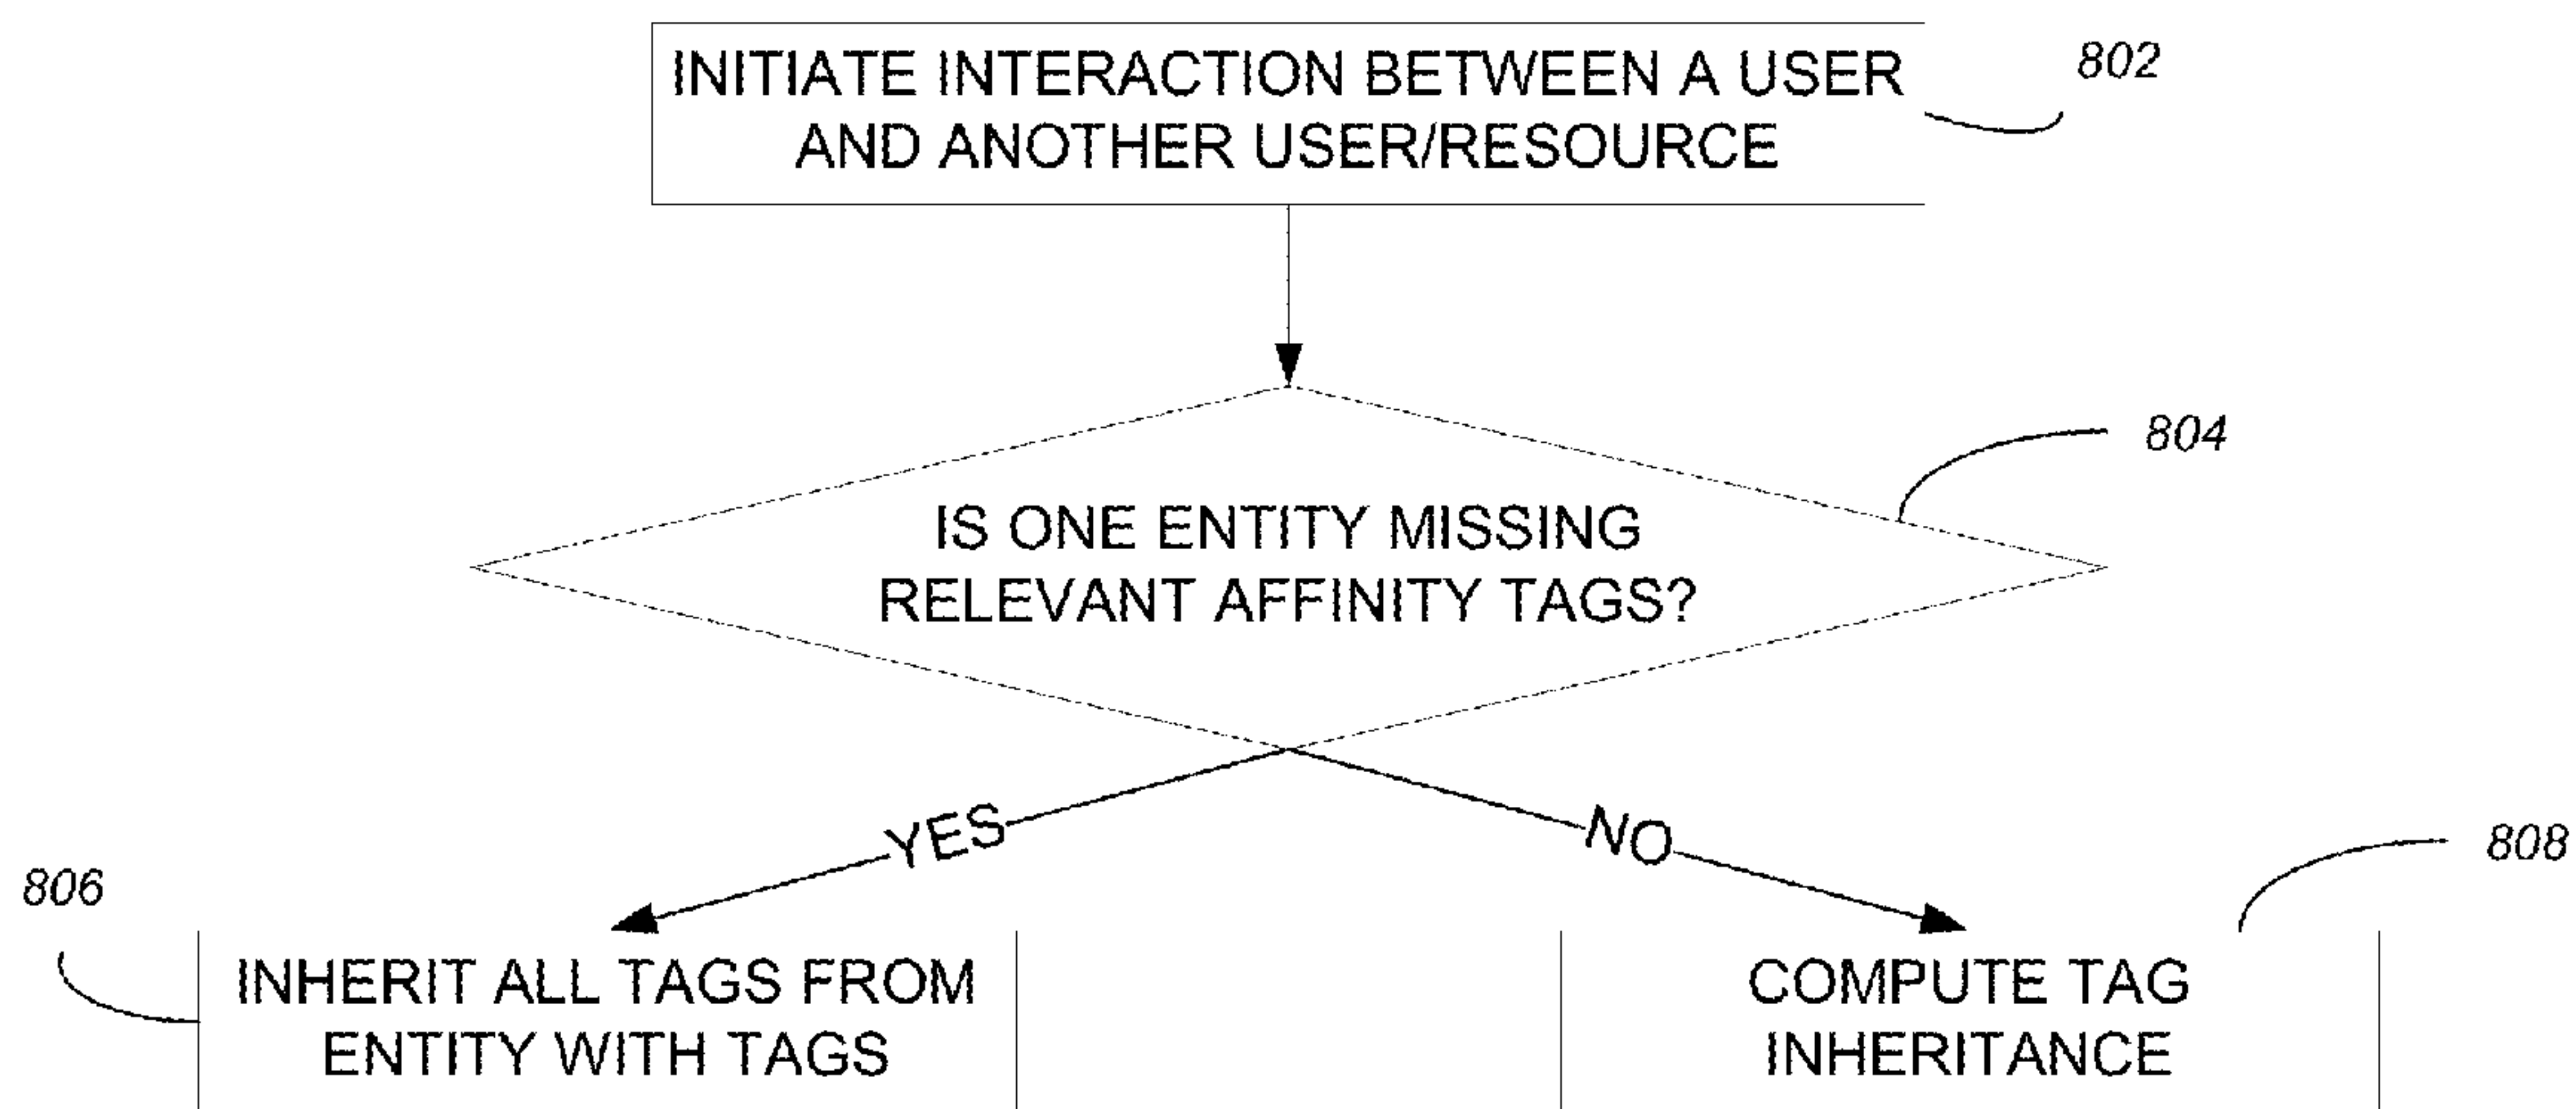 INITIATE INTERACTION BETWEEN A USER
AND ANOTHER USER/RESOURCE
802
804
IS ONE ENTITY MISSING
RELEVANT AFFINITY TAGS?
YES
NO
806
808
INHERIT ALL TAGS FROM
ENTITY WITH TAGS
COMPUTE TAG
INHERITANCE